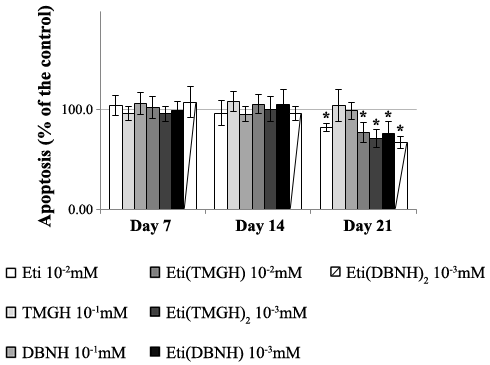 Apoptosis (% of the control)
100.0
0.00
* * * * * *
Day 7 Day 14 Day 21
Eti 10⁻²mM Eti(TMGH) 10⁻²mM Eti(DBNH)₂ 10⁻³mM
TMGH 10⁻¹mM Eti(TMGH)₂ 10⁻³mM
DBNH 10⁻¹mM Eti(DBNH) 10⁻³mM